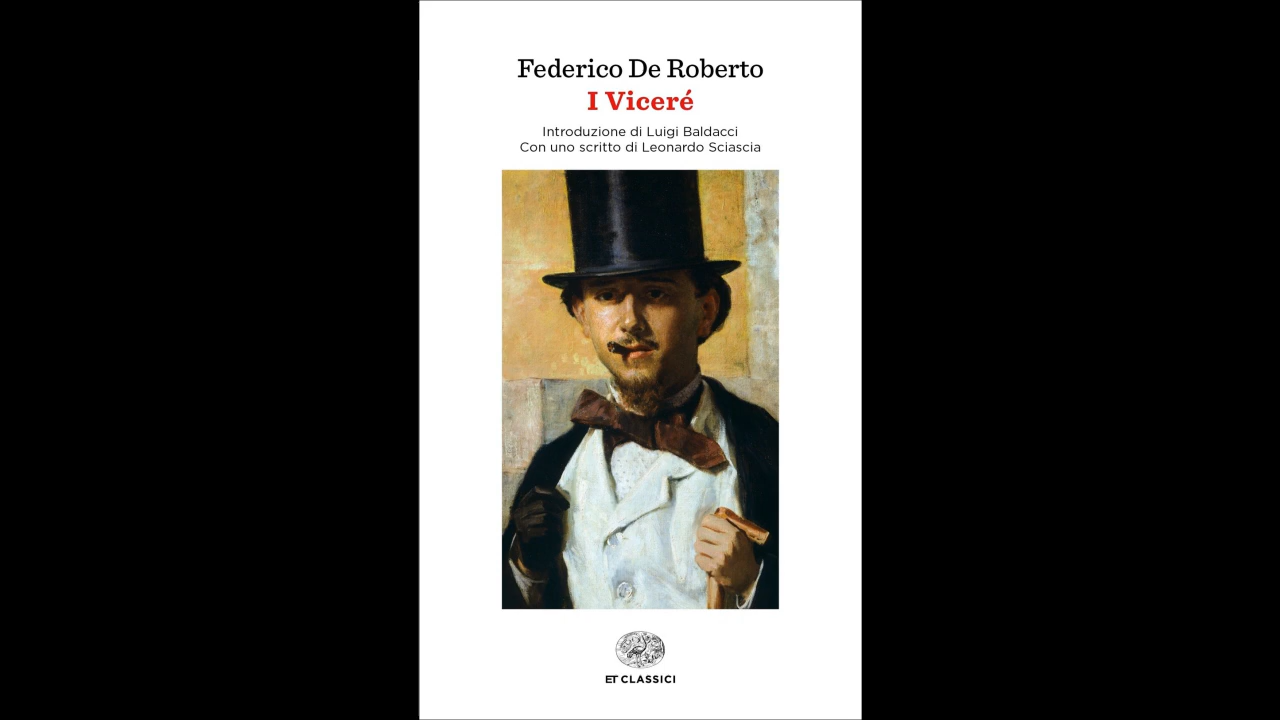 Federico De Roberto
I Viceré
Introduzione di Luigi Baldacci
Con uno scritto di Leonardo Sciascia
ET CLASSICI